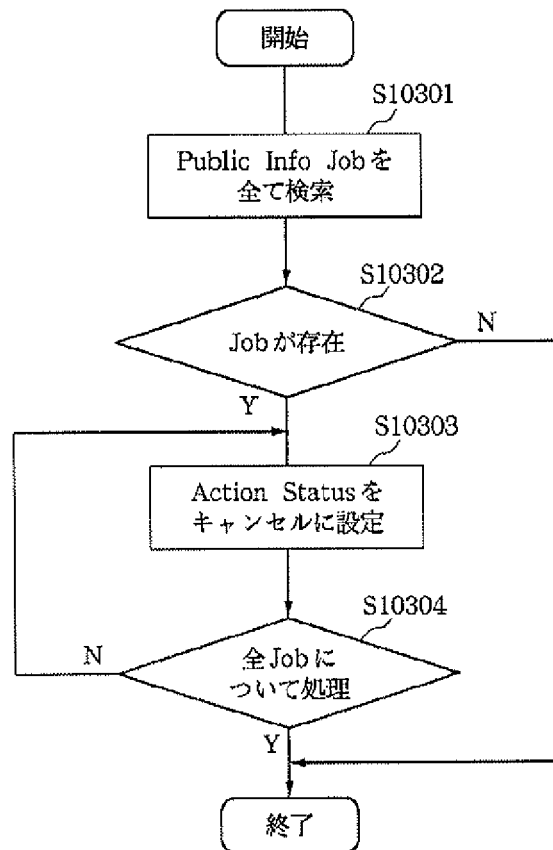 開始
S10301
Public Info Jobを
全て検索
S10302
Jobが存在
N
Y
S10303
Action Statusを
キャンセルに設定
S10304
N
全Jobに
ついて処理
Y
終了